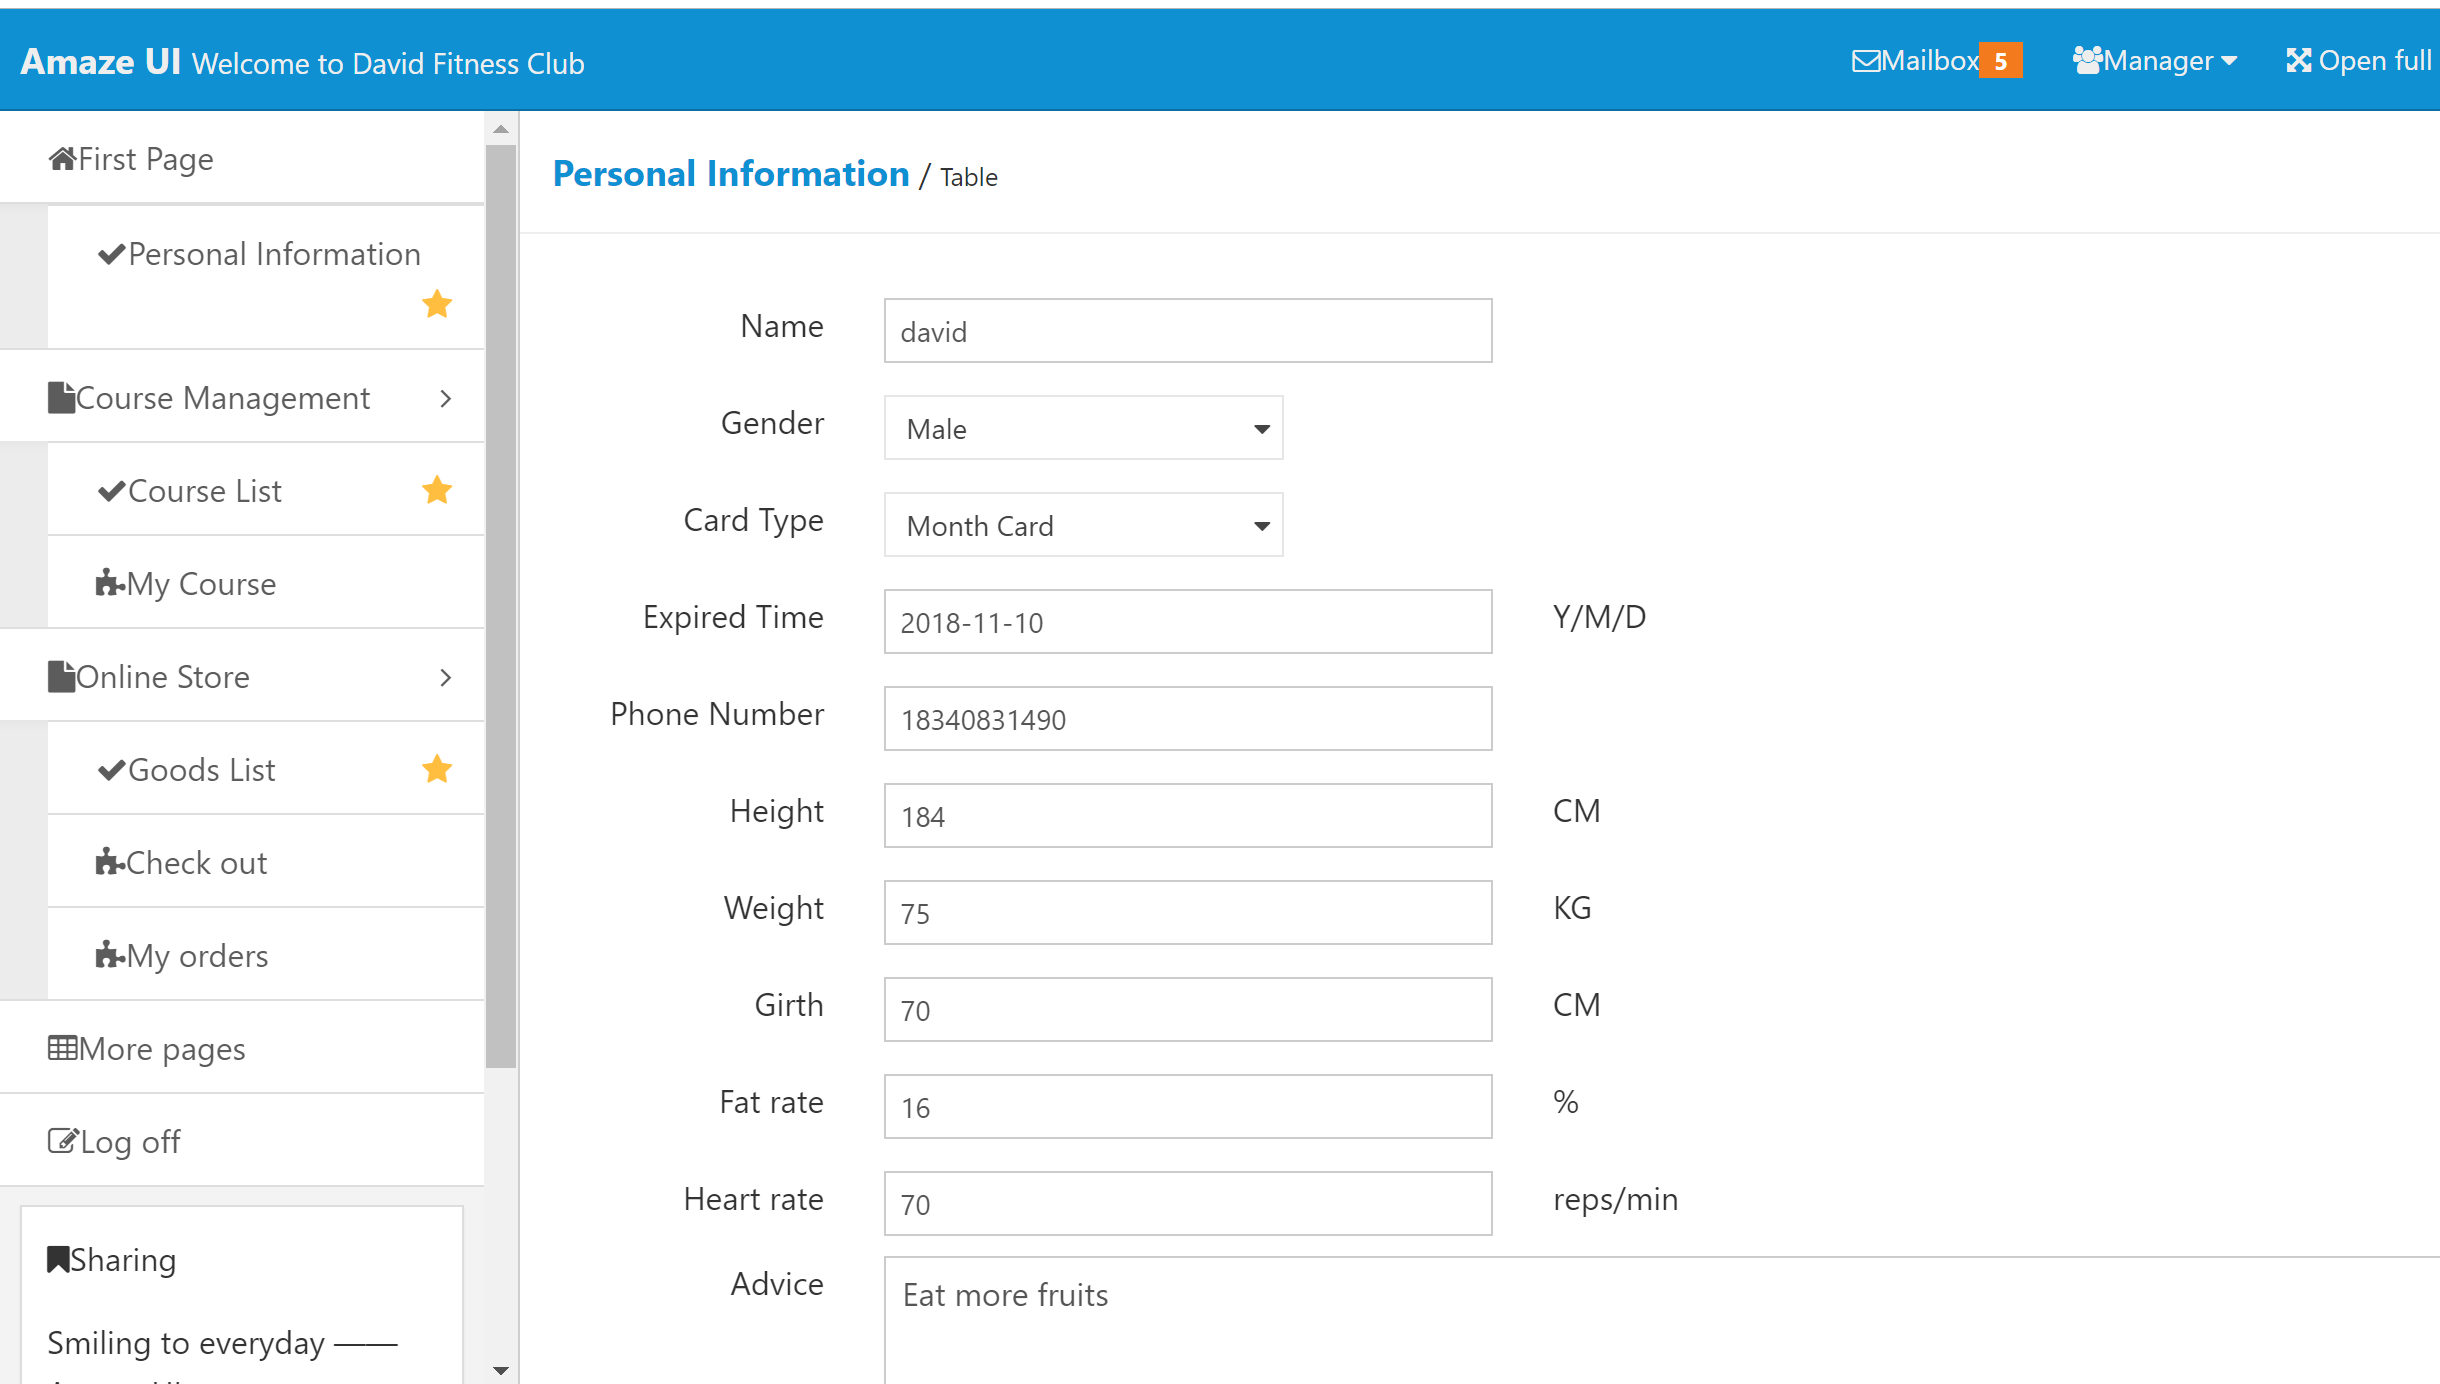 Amaze UI Welcome to David Fitness Club
Mailbox 5 Manager Open full
First Page
Personal Information
Course Management
Course List
My Course
Online Store
Goods List
Check out
My orders
More pages
Log off
Sharing
Smiling to everyday ——
Personal Information / Table
Name david
Gender Male
Card Type Month Card
Expired Time 2018-11-10 Y/M/D
Phone Number 18340831490
Height 184 CM
Weight 75 KG
Girth 70 CM
Fat rate 16 %
Heart rate 70 reps/min
Advice Eat more fruits